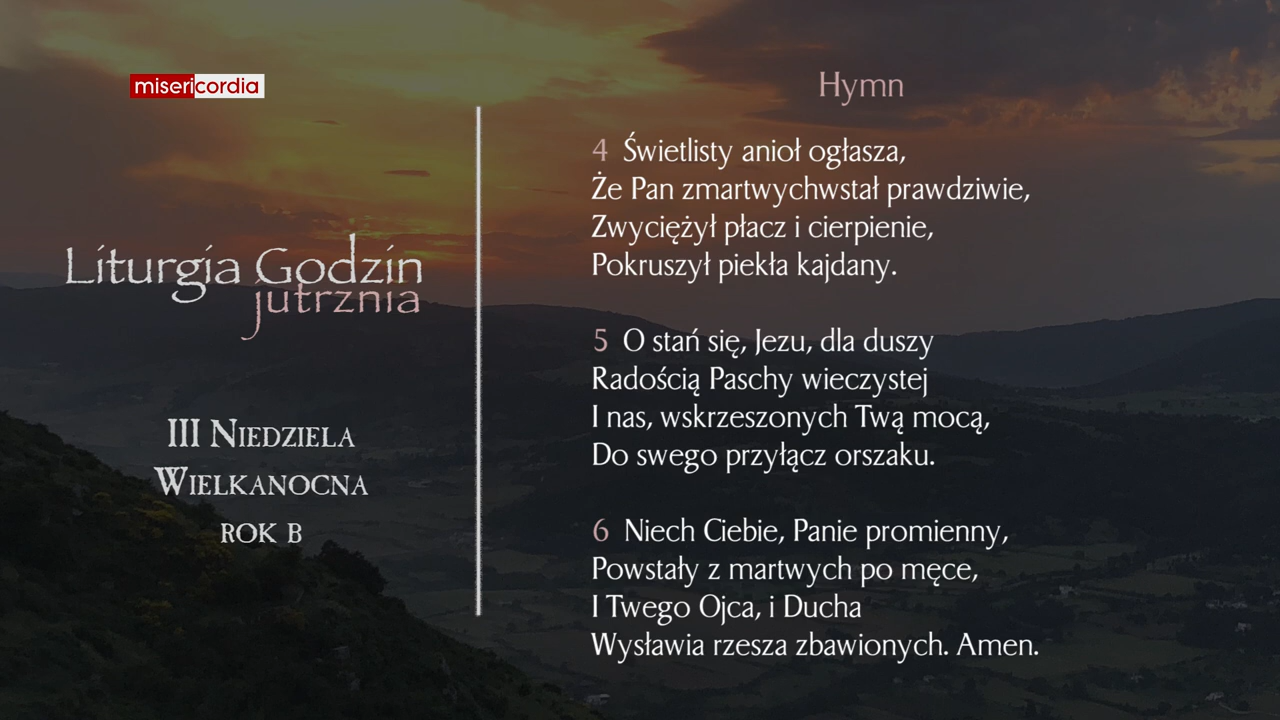 misericordia
Liturgia Godzin
jutrznia
III Niedziela
Wielkanocna
rok B
Hymn
4 Świetlisty anioł ogłasza,
Że Pan zmartwychwstał prawdziwie,
Zwyciężył płacz i cierpienie,
Pokruszył piekła kajdany.
5 O stań się, Jezu, dla duszy
Radością Paschy wieczystej
I nas, wskrzeszonych Twą mocą,
Do swego przyłącz orszaku.
6 Niech Ciebie, Panie promienny,
Powstały z martwych po męce,
I Twego Ojca, i Ducha
Wysławia rzesza zbawionych. Amen.